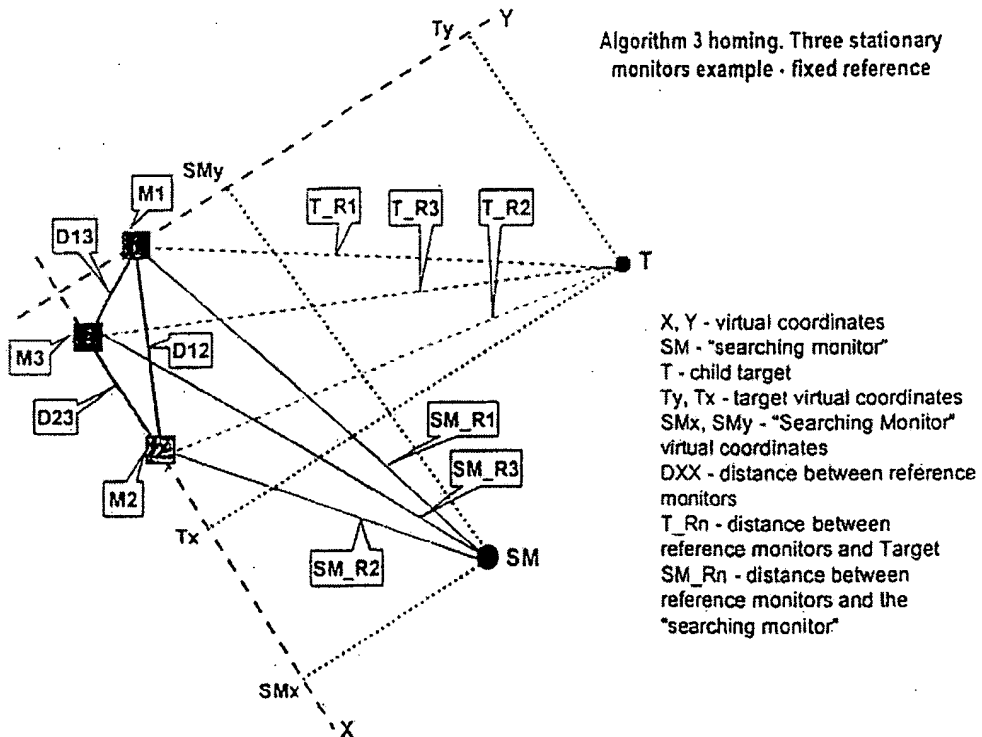 Algorithm 3 homing. Three stationary
monitors example - fixed reference
Ty
Y
SMy
M1
T_R1
T_R3
T_R2
D13
T
M3
D12
D23
M2
SM_R1
SM_R3
Tx
SM_R2
SM
SMx
X
X, Y - virtual coordinates
SM - "searching monitor"
T - child target
Ty, Tx - target virtual coordinates
SMx, SMy - "Searching Monitor"
virtual coordinates
DXX - distance between reference
monitors
T_Rn - distance between
reference monitors and Target
SM_Rn - distance between
reference monitors and the
"searching monitor"